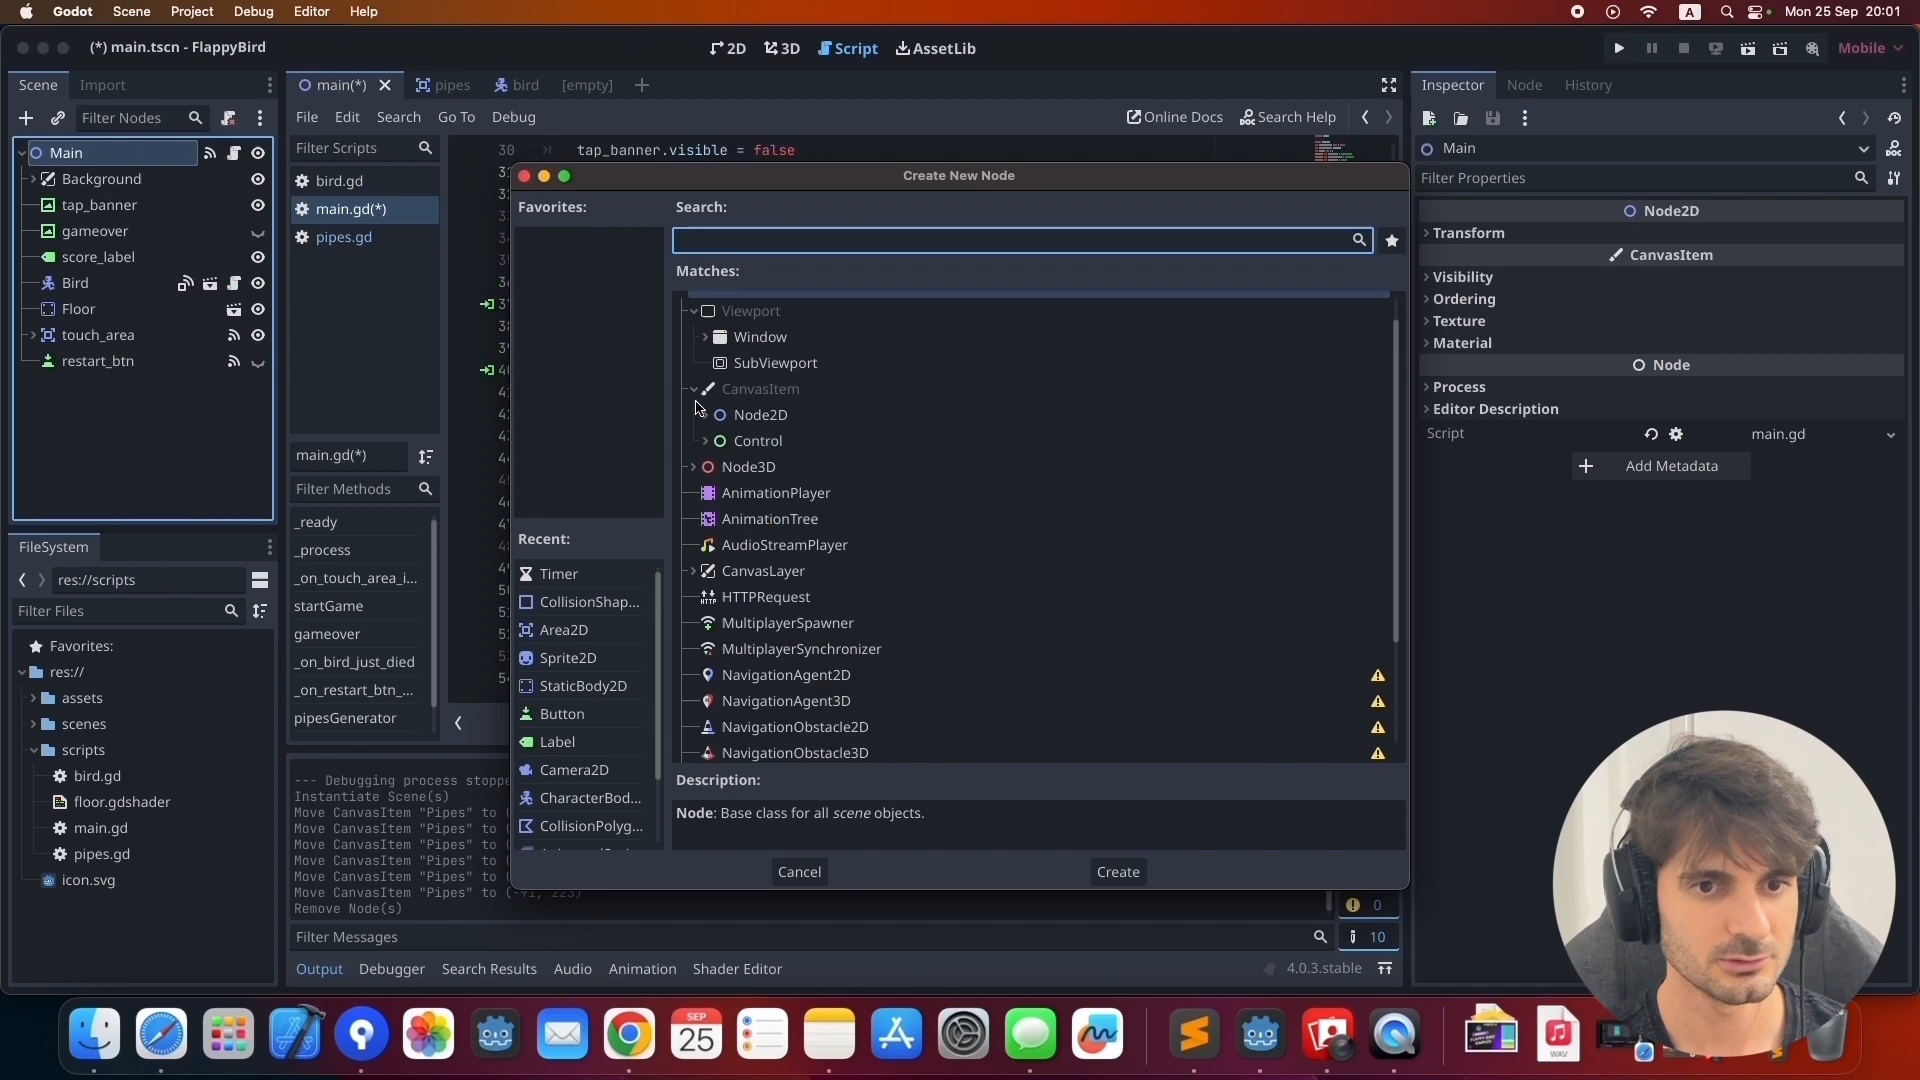 Godot Scene Project Debug Editor Help
A
Mon 25 Sep 20:01
(*) main.tscn - FlappyBird
2D 3D Script AssetLib
Mobile
Scene Import
main(*) pipes bird [empty]
Inspector Node History
Filter Nodes
File Edit Search Go To Debug
Online Docs Search Help
Main
Background
tap_banner
gameover
score_label
Bird
Floor
touch_area
restart_btn
Filter Scripts
bird.gd
main.gd(*)
pipes.gd
main.gd(*)
Filter Methods
_ready
_process
_on_touch_area_i...
startGame
gameover
_on_bird_just_died
_on_restart_btn_...
pipesGenerator
30 tap_banner.visible = false
Create New Node
Favorites:
Search:
Matches:
Viewport
Window
SubViewport
CanvasItem
Node2D
Control
Node3D
AnimationPlayer
AnimationTree
AudioStreamPlayer
CanvasLayer
HTTPRequest
MultiplayerSpawner
MultiplayerSynchronizer
NavigationAgent2D
NavigationAgent3D
NavigationObstacle2D
NavigationObstacle3D
Recent:
Timer
CollisionShap...
Area2D
Sprite2D
StaticBody2D
Button
Label
Camera2D
CharacterBod...
CollisionPolyg...
Description:
Node: Base class for all scene objects.
Cancel
Create
Main
Filter Properties
Node2D
Transform
CanvasItem
Visibility
Ordering
Texture
Material
Node
Process
Editor Description
Script main.gd
Add Metadata
FileSystem
res://scripts
Filter Files
Favorites:
res://
assets
scenes
scripts
bird.gd
floor.gdshader
main.gd
pipes.gd
icon.svg
--- Debugging process stoppe
Instantiate Scene(s)
Move CanvasItem "Pipes" to (
Move CanvasItem "Pipes" to (
Move CanvasItem "Pipes" to (
Move CanvasItem "Pipes" to (
Move CanvasItem "Pipes" to (
Move CanvasItem "Pipes" to (-91, 223)
Remove Node(s)
0
Filter Messages
10
Output Debugger Search Results Audio Animation Shader Editor
4.0.3.stable
SEP
25
WAV